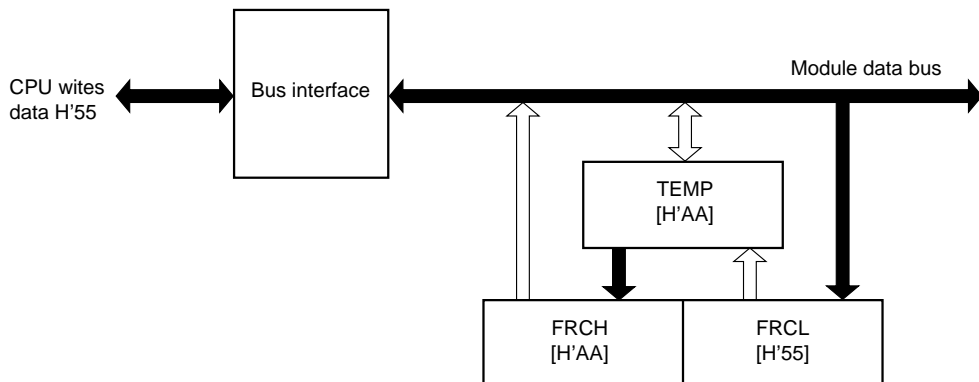 CPU wites
data H'55
Bus interface
Module data bus
TEMP
[H'AA]
FRCH
[H'AA]
FRCL
[H'55]